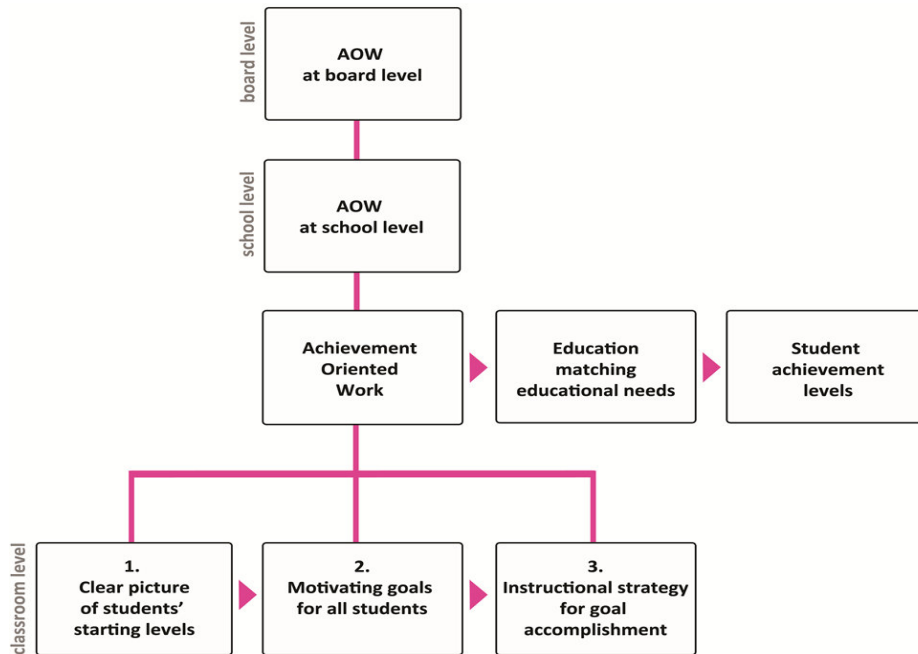 board level
AOW
at board level
school level
AOW
at school level
Achievement
Oriented
Work
Education
matching
educational needs
Student
achievement
levels
classroom level
1.
Clear picture
of students’
starting levels
2.
Motivating goals
for all students
3.
Instructional strategy
for goal
accomplishment